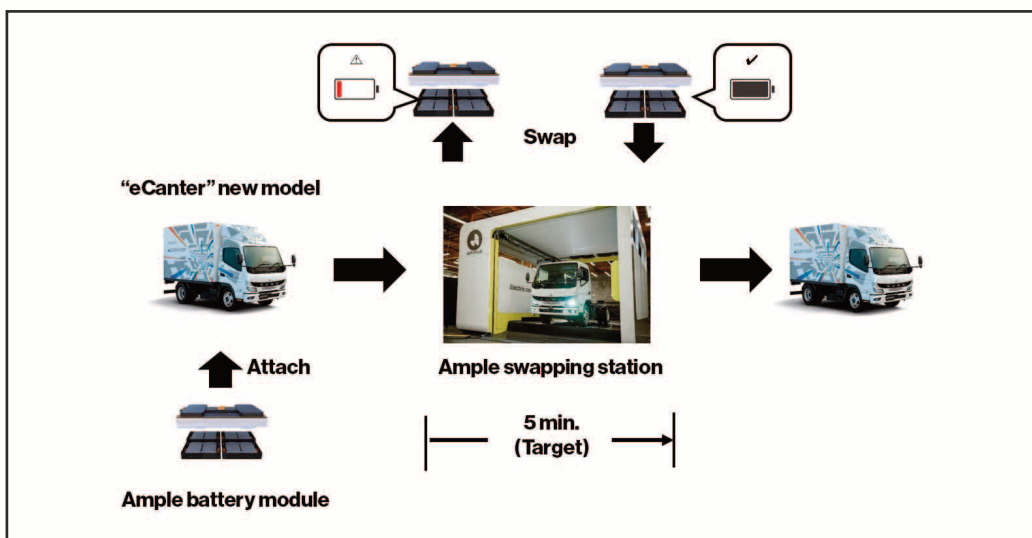 Swap
“eCanter” new model
Attach
Ample swapping station
5 min.
(Target)
Ample battery module